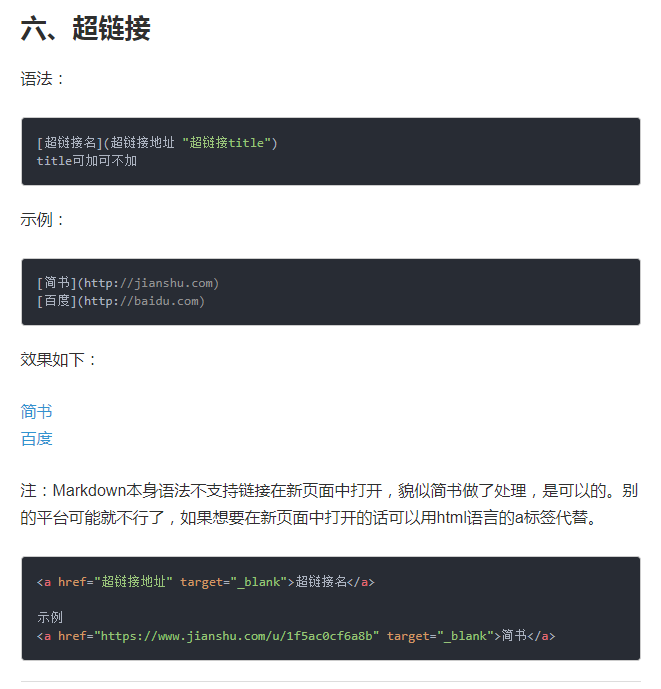 六、超链接
语法：
[超链接名](超链接地址 "超链接title")
title可加可不加
示例：
[简书](http://jianshu.com)
[百度](http://baidu.com)
效果如下：
简书
百度
注：Markdown本身语法不支持链接在新页面中打开，貌似简书做了处理，是可以的。别
的平台可能就不行了，如果想要在新页面中打开的话可以用html语言的a标签代替。
<a href="超链接地址" target="_blank">超链接名</a>
示例
<a href="https://www.jianshu.com/u/1f5ac0cf6a8b" target="_blank">简书</a>